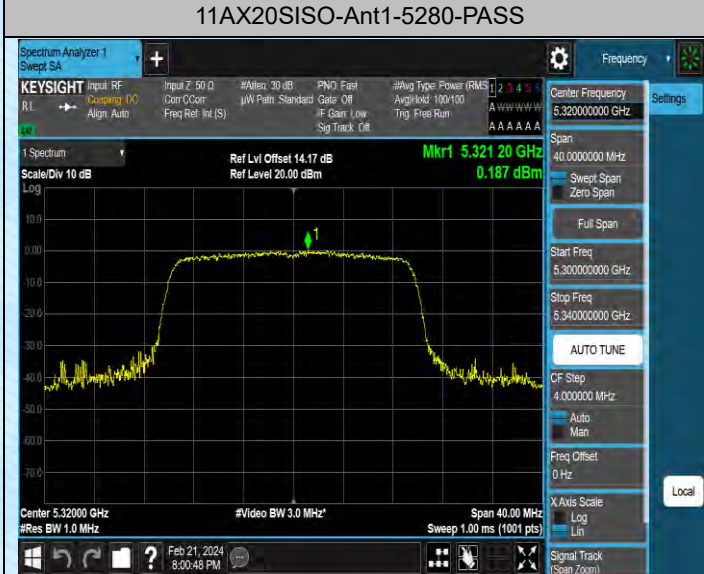 11AX20SISO-Ant1-5280-PASS
Spectrum Analyzer 1
Swept SA
+
Frequency
KEYSIGHT
RL
Input: RF
Coupling: DC
Align: Auto
Input Z: 50 Ω
Corr CCorr
Freq Ref: Int (S)
#Atten: 30 dB
µW Path: Standard
PNO: Fast
Gate: Off
IF Gain: Low
Sig Track: Off
#Avg Type: Power (RMS
Avg|Hold: 100/100
Trig: Free Run
1 2 3 4 5 6
A W W W W W
A A A A A A
1 Spectrum
Scale/Div 10 dB
Ref Lvl Offset 14.17 dB
Ref Level 20.00 dBm
Mkr1 5.321 20 GHz
0.187 dBm
Log
10.0
0.00
-10.0
-20.0
-30.0
-40.0
-50.0
-60.0
-70.0
1
Center 5.32000 GHz
#Res BW 1.0 MHz
#Video BW 3.0 MHz*
Span 40.00 MHz
Sweep 1.00 ms (1001 pts)
Center Frequency
5.320000000 GHz
Settings
Span
40.0000000 MHz
Swept Span
Zero Span
Full Span
Start Freq
5.300000000 GHz
Stop Freq
5.340000000 GHz
AUTO TUNE
CF Step
4.000000 MHz
Auto
Man
Freq Offset
0 Hz
X Axis Scale
Log
Lin
Local
Signal Track
(Span Zoom)
?
Feb 21, 2024
8:00:48 PM